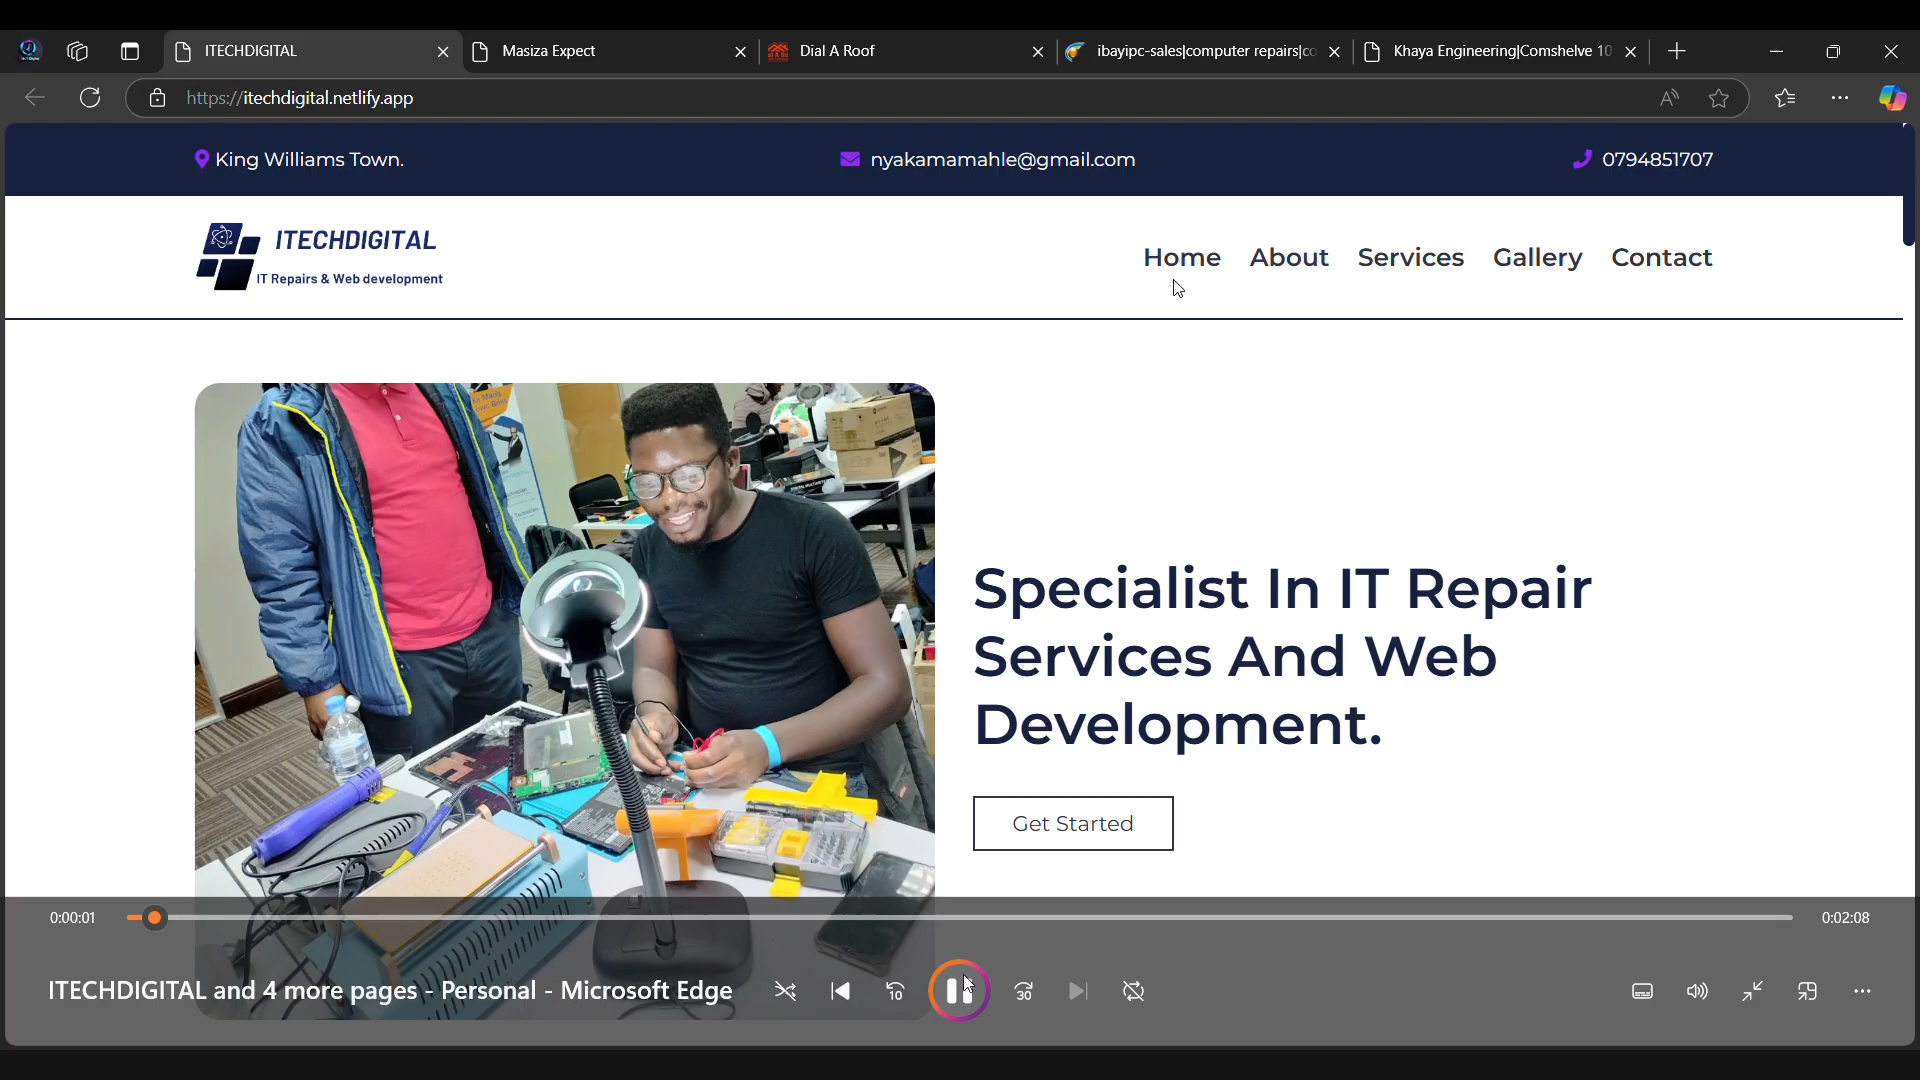 ITECHDIGITAL
Masiza Expect
Dial A Roof
ibayipc-sales|computer repairs|co
Khaya Engineering|Comshelve 10
https://itechdigital.netlify.app
King Williams Town.
nyakamamahle@gmail.com
0794851707
ITECHDIGITAL
IT Repairs & Web development
Home
About
Services
Gallery
Contact
Specialist In IT Repair
Services And Web
Development.
Get Started
0:00:01
0:02:08
ITECHDIGITAL and 4 more pages - Personal - Microsoft Edge
10
30